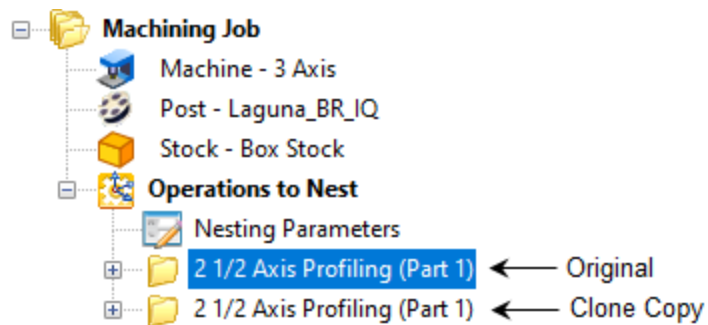 Machining Job
Machine - 3 Axis
Post - Laguna_BR_IQ
Stock - Box Stock
Operations to Nest
Nesting Parameters
2 1/2 Axis Profiling (Part 1) Original
2 1/2 Axis Profiling (Part 1) Clone Copy